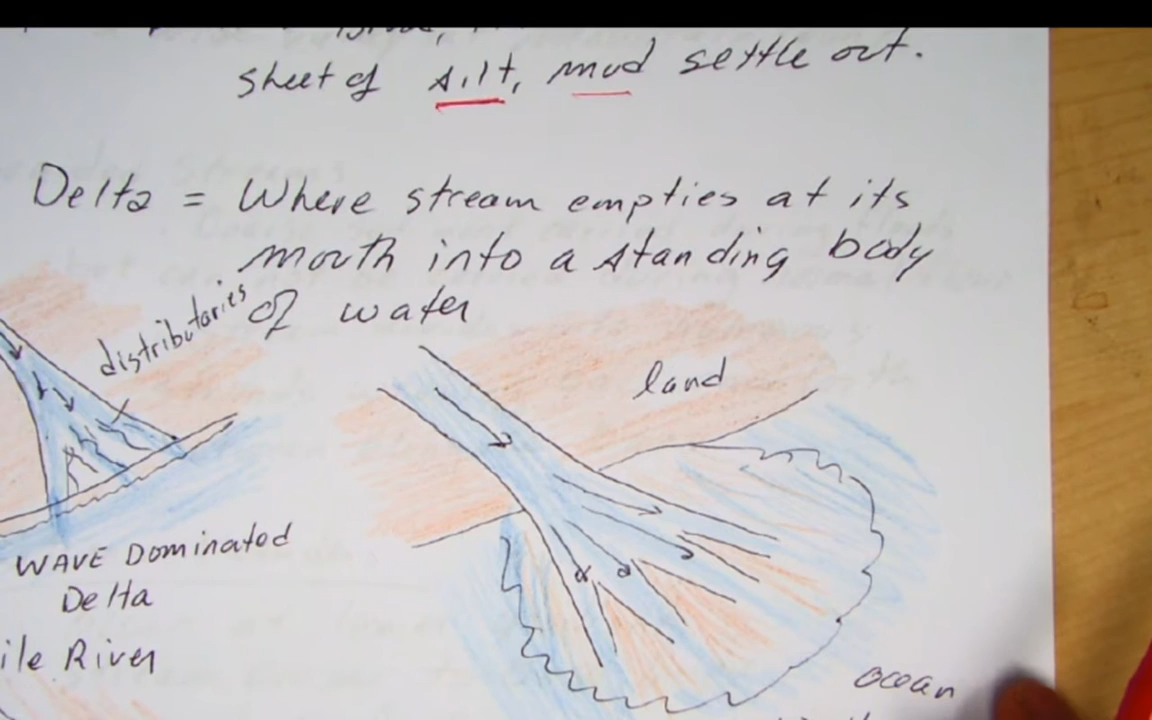 sheet of silt, mud settle out.
Delta = Where stream empties at its
mouth into a standing body
of water
distributaries
land
WAVE Dominated
Delta
ile River
ocean